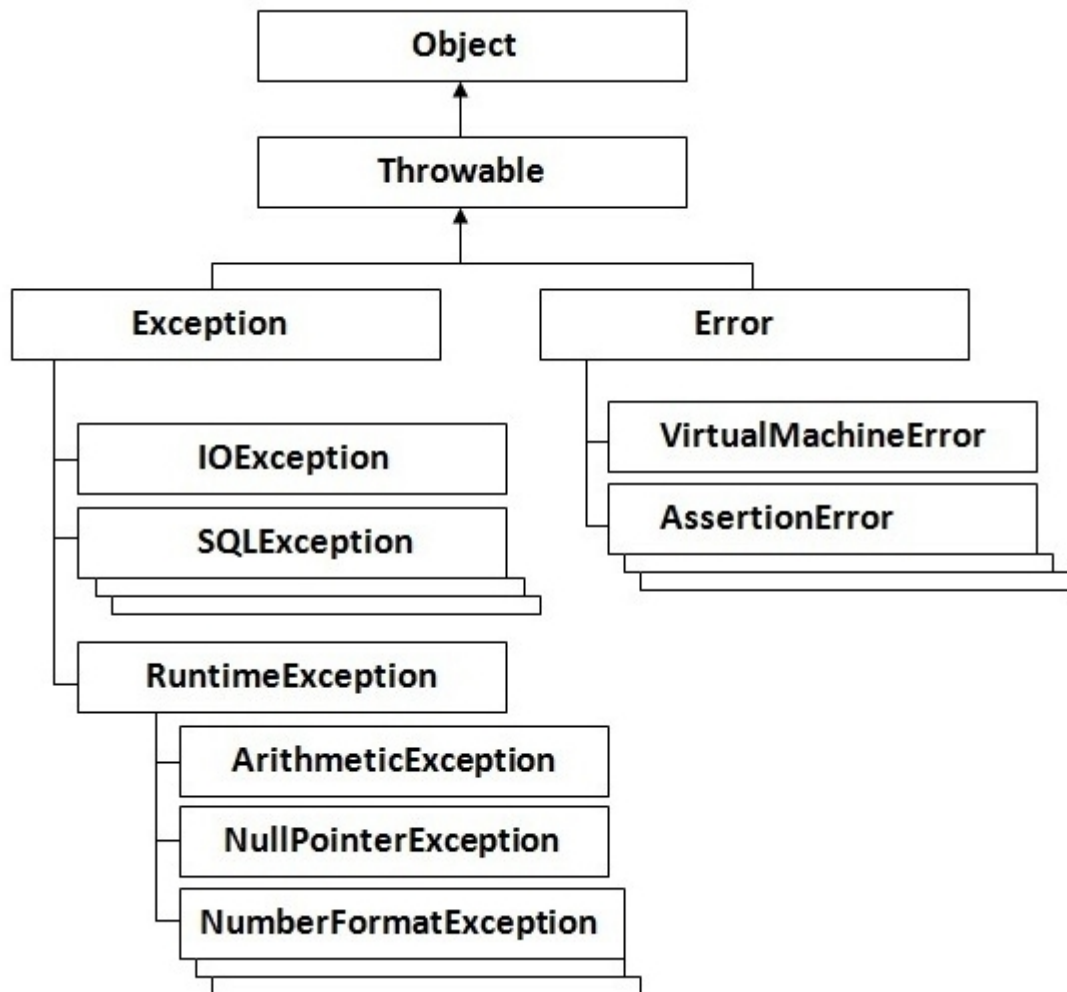 Object
Throwable
Exception
Error
IOException
SQLException
RuntimeException
ArithmeticException
NullPointerException
NumberFormatException
VirtualMachineError
AssertionError